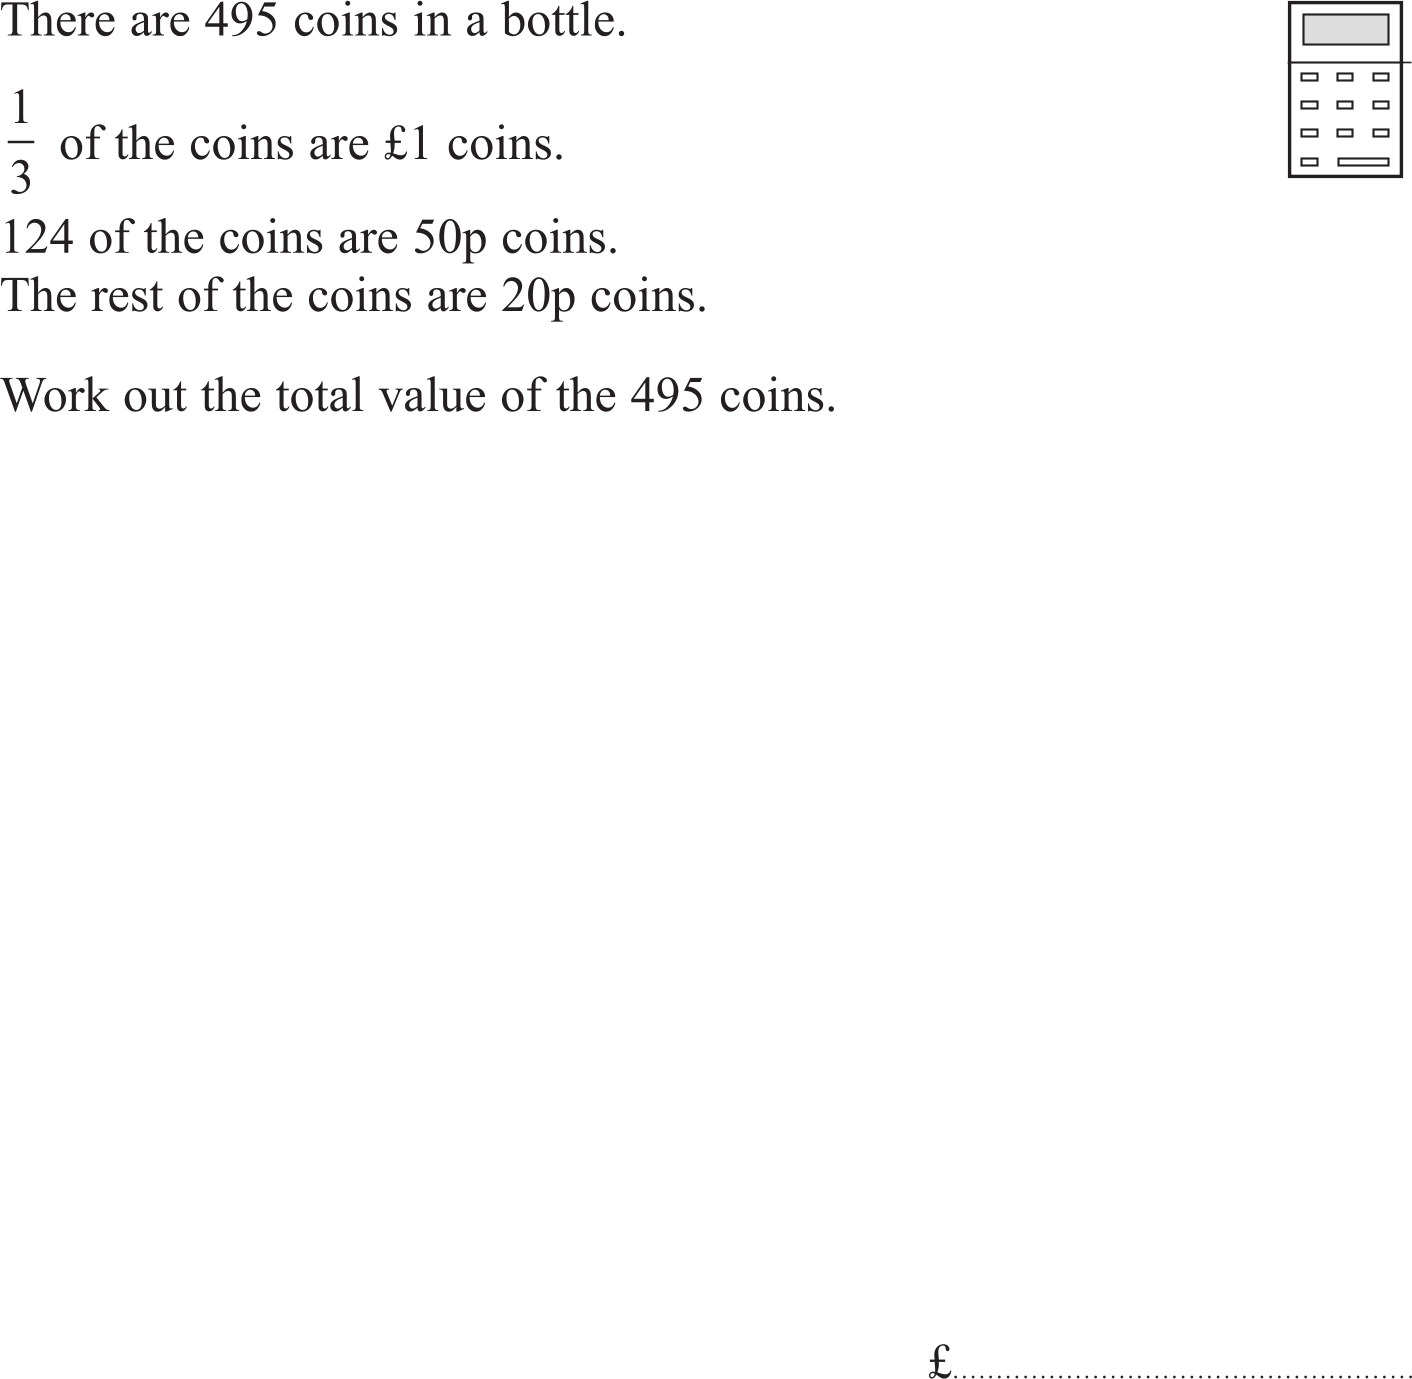 There are 495 coins in a bottle.
1/3 of the coins are £1 coins.
124 of the coins are 50p coins.
The rest of the coins are 20p coins.
Work out the total value of the 495 coins.
£..........................................................